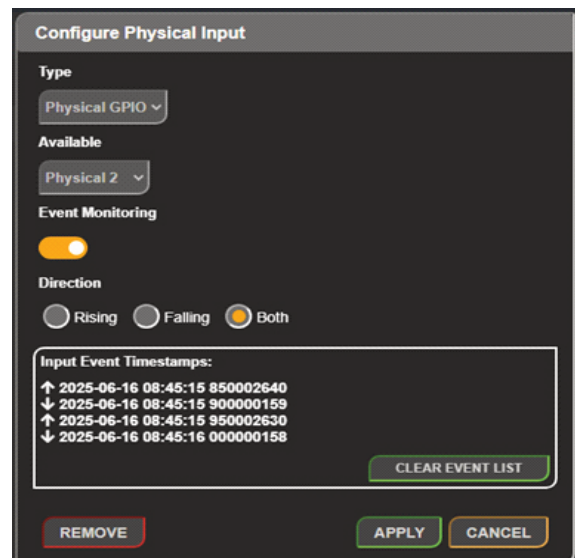 Configure Physical Input
Type
Physical GPIO
Available
Physical 2
Event Monitoring
Direction
Rising Falling Both
Input Event Timestamps:
↑ 2025-06-16 08:45:15 850002640
↓ 2025-06-16 08:45:15 900000159
↑ 2025-06-16 08:45:15 950002630
↓ 2025-06-16 08:45:16 000000158
CLEAR EVENT LIST
REMOVE APPLY CANCEL